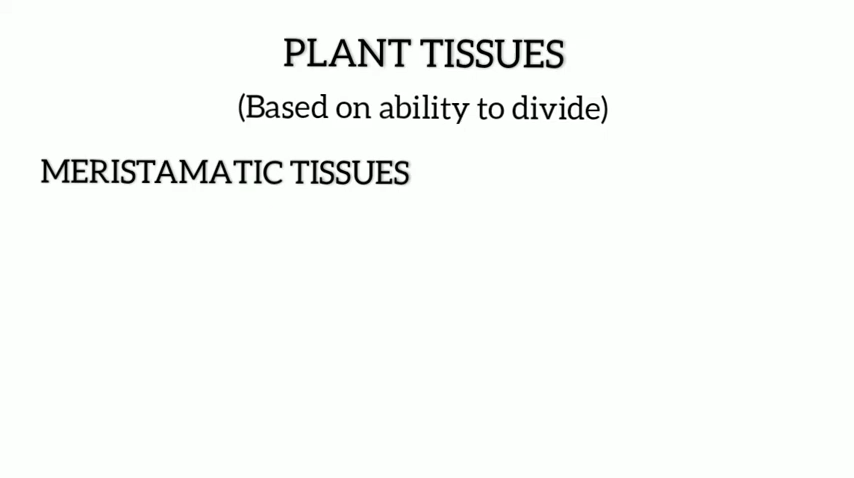 PLANT TISSUES
(Based on ability to divide)
MERISTAMATIC TISSUES